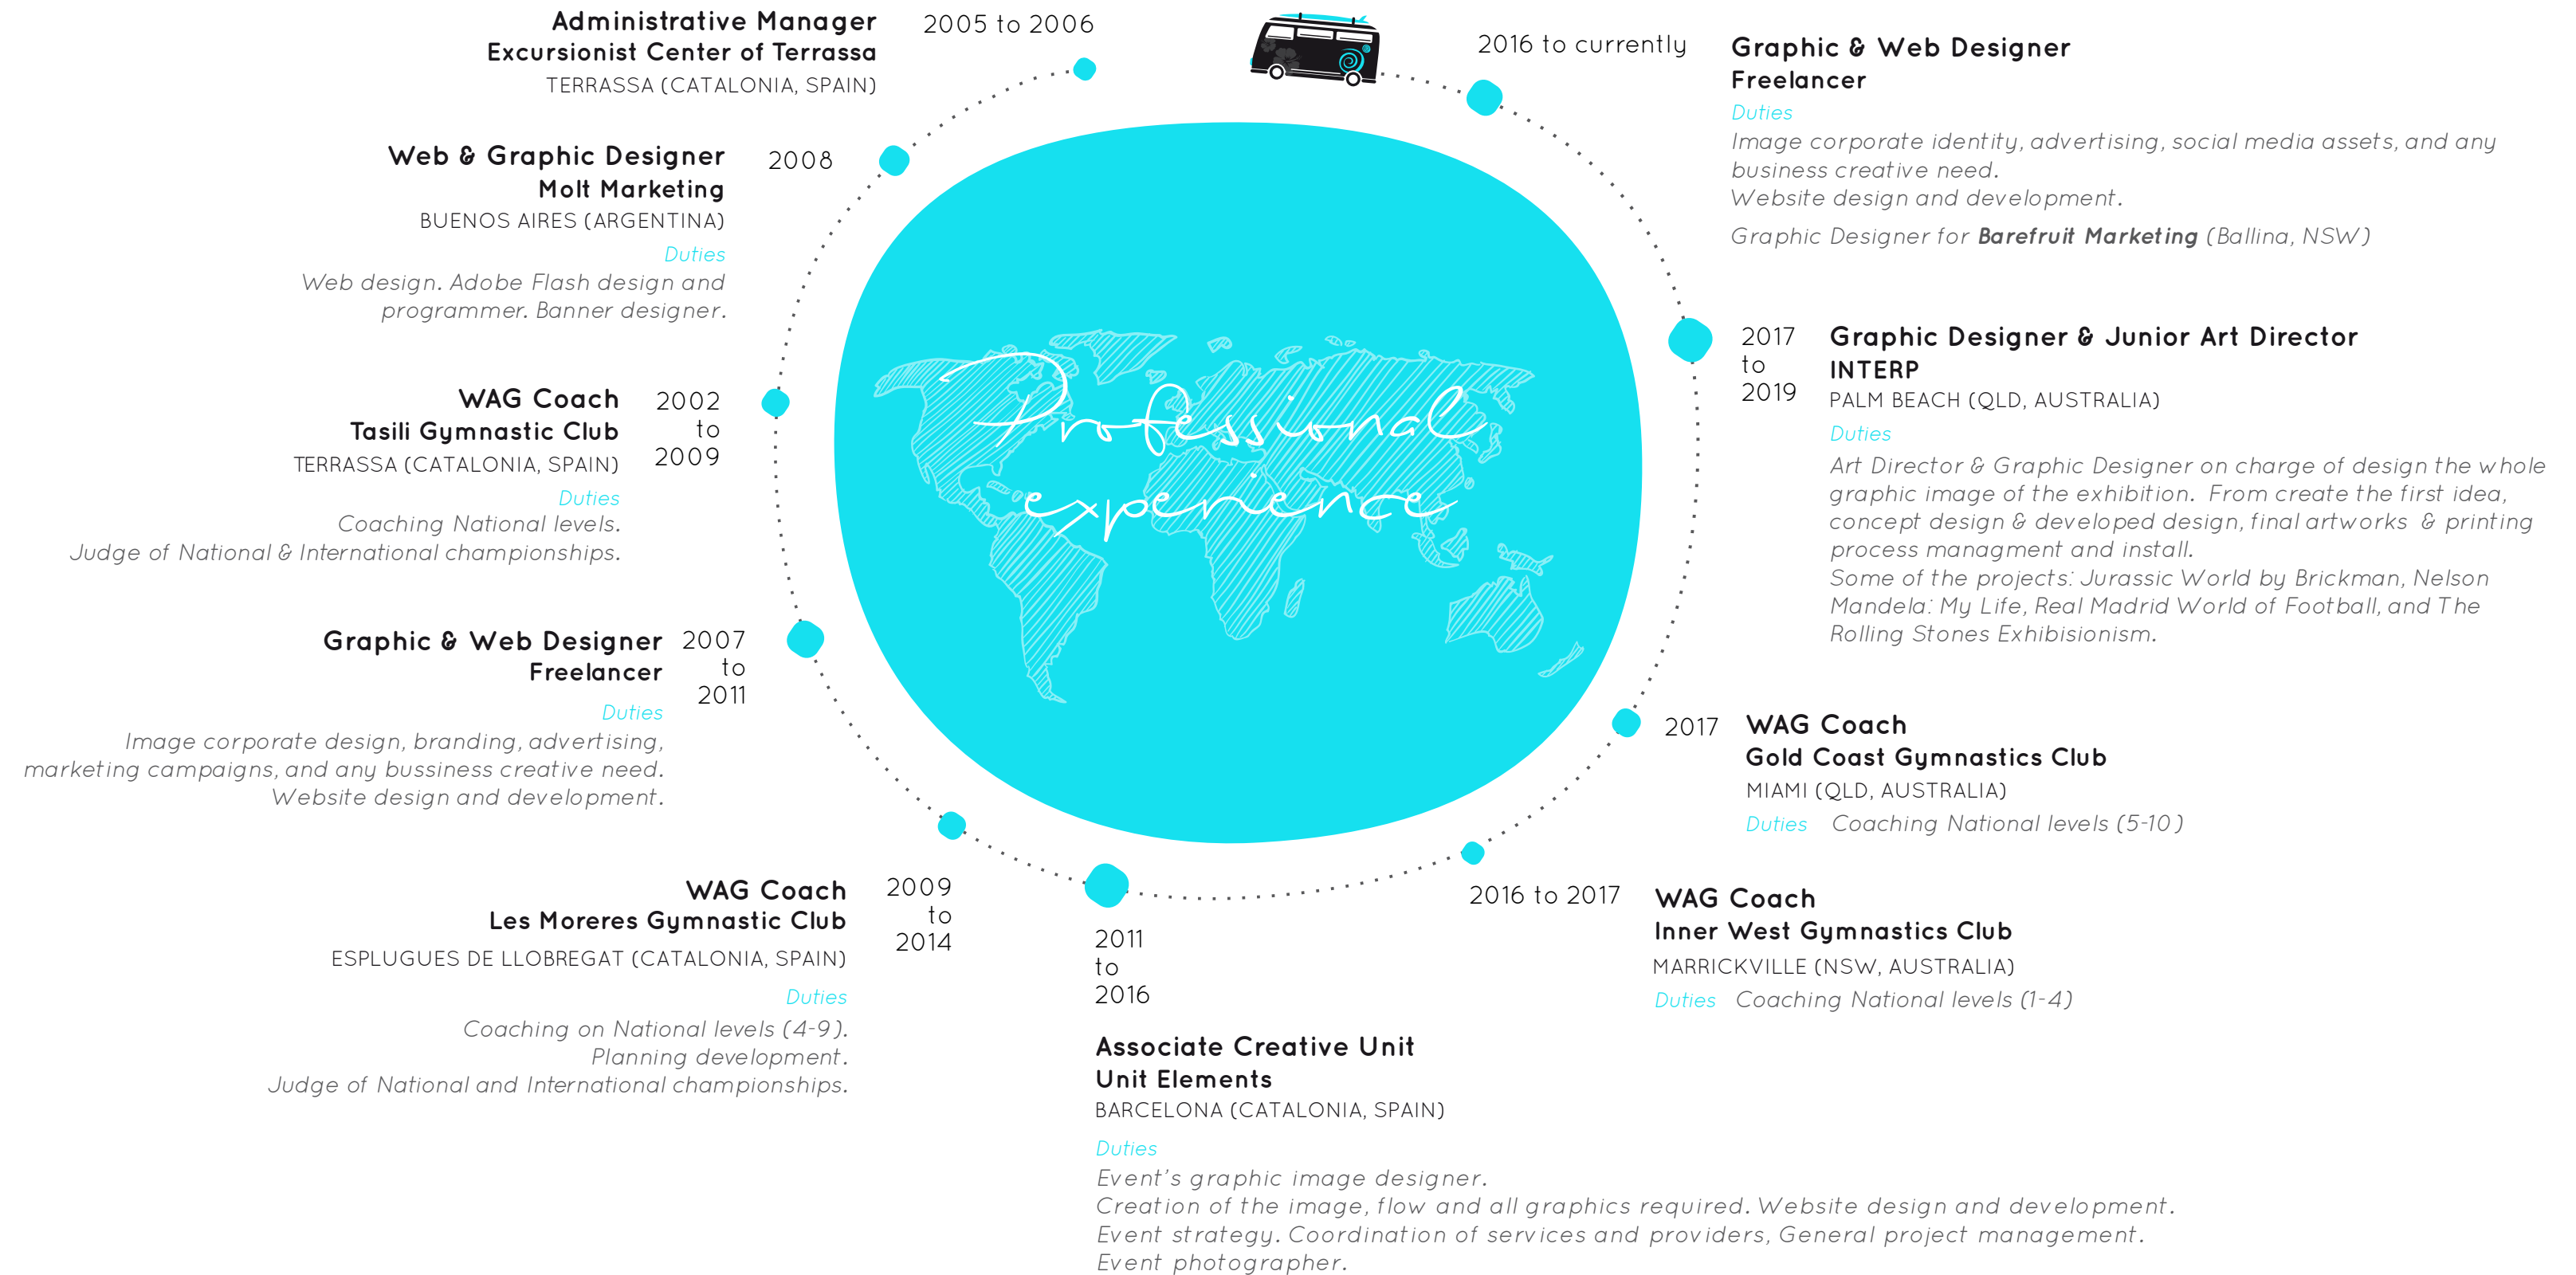 Administrative Manager
Excursionist Center of Terrassa
TERRASSA (CATALONIA, SPAIN)
2005 to 2006
Web & Graphic Designer
Molt Marketing
BUENOS AIRES (ARGENTINA)
2008
Duties
Web design. Adobe Flash design and
programmer. Banner designer.
WAG Coach
Tasili Gymnastic Club
TERRASSA (CATALONIA, SPAIN)
2002
to
2009
Duties
Coaching National levels.
Judge of National & International championships.
Graphic & Web Designer
Freelancer
2007
to
2011
Duties
Image corporate design, branding, advertising,
marketing campaigns, and any bussiness creative need.
Website design and development.
WAG Coach
Les Moreres Gymnastic Club
ESPLUGUES DE LLOBREGAT (CATALONIA, SPAIN)
2009
to
2014
Duties
Coaching on National levels (4-9).
Planning development.
Judge of National and International championships.
Professional
experience
2011
to
2016
Associate Creative Unit
Unit Elements
BARCELONA (CATALONIA, SPAIN)
Duties
Event's graphic image designer.
Creation of the image, flow and all graphics required. Website design and development.
Event strategy. Coordination of services and providers, General project management.
Event photographer.
2016 to 2017
WAG Coach
Inner West Gymnastics Club
MARRICKVILLE (NSW, AUSTRALIA)
Duties Coaching National levels (1-4)
2017
WAG Coach
Gold Coast Gymnastics Club
MIAMI (QLD, AUSTRALIA)
Duties Coaching National levels (5-10)
2017
to
2019
Graphic Designer & Junior Art Director
INTERP
PALM BEACH (QLD, AUSTRALIA)
Duties
Art Director & Graphic Designer on charge of design the whole
graphic image of the exhibition. From create the first idea,
concept design & developed design, final artworks & printing
process managment and install.
Some of the projects: Jurassic World by Brickman, Nelson
Mandela: My Life, Real Madrid World of Football, and The
Rolling Stones Exhibisionism.
2016 to currently
Graphic & Web Designer
Freelancer
Duties
Image corporate identity, advertising, social media assets, and any
business creative need.
Website design and development.
Graphic Designer for Barefruit Marketing (Ballina, NSW)